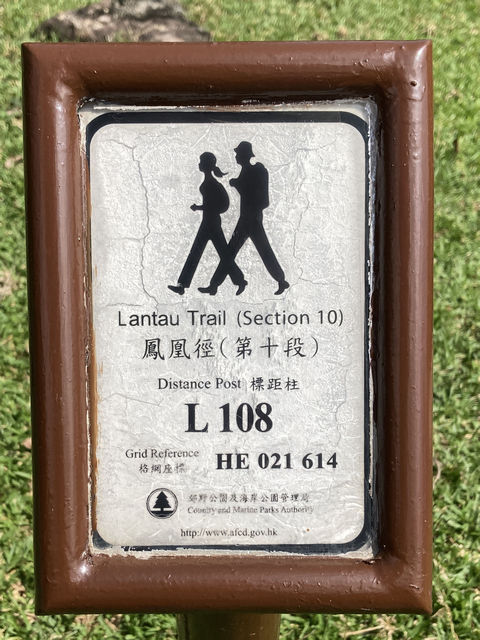 Lantau Trail (Section 10)
鳳凰徑(第十段)
Distance Post 標距柱
L 108
Grid Reference
格網座標
HE 021 614
郊野公園及海岸公園管理局
Country and Marine Parks Authority
http://www.afcd.gov.hk